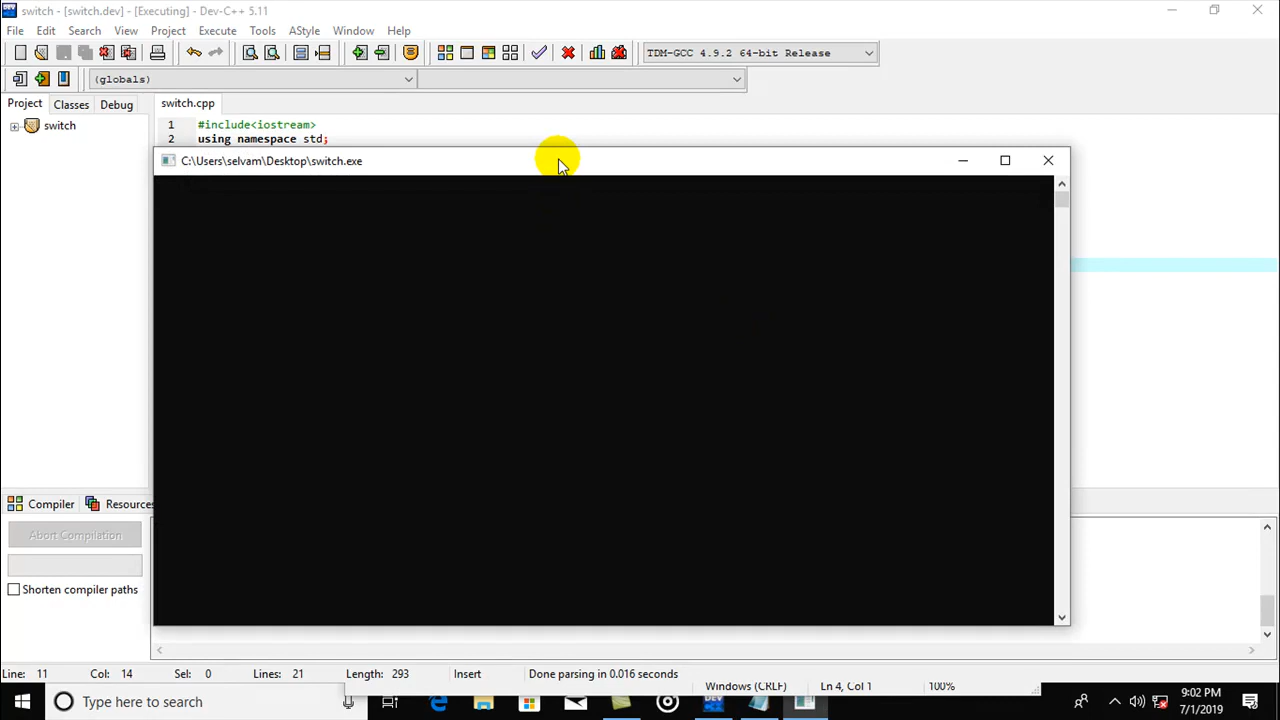 switch - [switch.dev] - [Executing] - Dev-C++ 5.11
File Edit Search View Project Execute Tools AStyle Window Help
TDM-GCC 4.9.2 64-bit Release
(globals)
Project Classes Debug
switch.cpp
switch
1 #include<iostream>
2 using namespace std;
C:\Users\selvam\Desktop\switch.exe
Compiler
Resources
Abort Compilation
Shorten compiler paths
Line: 11 Col: 14 Sel: 0 Lines: 21 Length: 293 Insert Done parsing in 0.016 seconds
Windows (CRLF) Ln 4, Col 1 100%
Type here to search
DEV
9:02 PM
7/1/2019